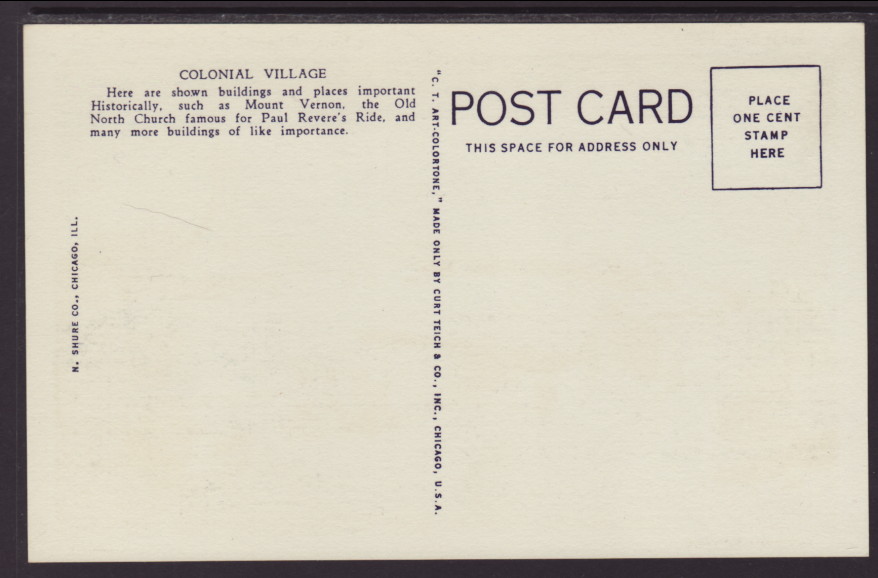 COLONIAL VILLAGE
Here are shown buildings and places important
Historically, such as Mount Vernon, the Old
North Church famous for Paul Revere's Ride, and
many more buildings of like importance.
N. SHURE CO., CHICAGO, ILL.
"C. T. ART-COLORTONE," MADE ONLY BY CURT TEICH & CO., INC., CHICAGO, U.S.A.
POST CARD
THIS SPACE FOR ADDRESS ONLY
PLACE
ONE CENT
STAMP
HERE